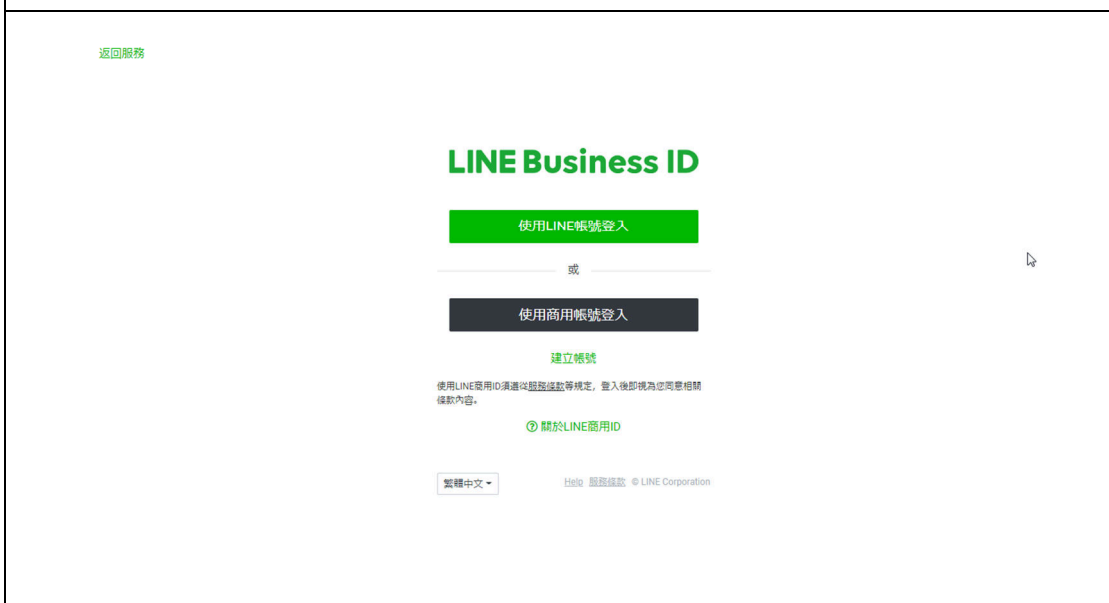 返回服務
LINE Business ID
使用LINE帳號登入
或
使用商用帳號登入
建立帳號
使用LINE商用ID須遵從服務條款等規定，登入後即視為您同意相關
條款內容。
關於LINE商用ID
繁體中文
Help 服務條款 © LINE Corporation